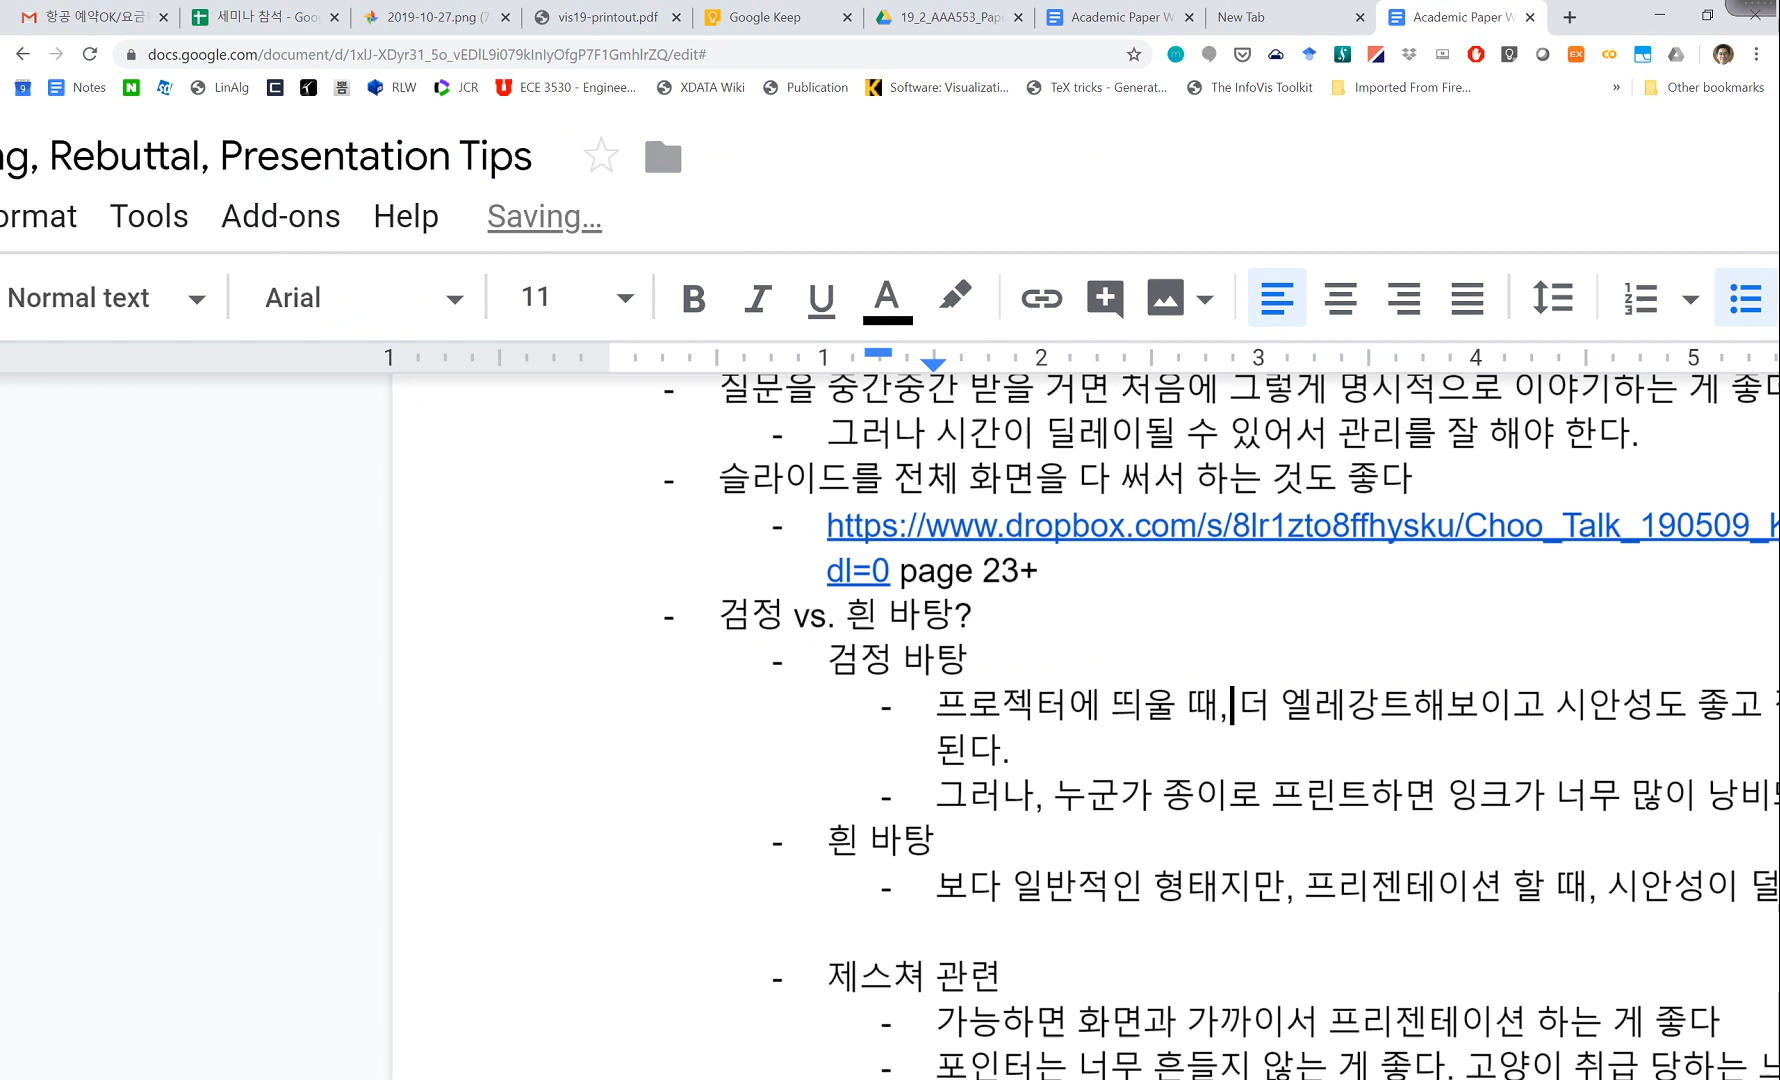 항공 예약OK/요금
세미나 참석 - Goo
2019-10-27.png (7
vis19-printout.pdf
Google Keep
19_2_AAA553_Pap
Academic Paper W
New Tab
Academic Paper W
docs.google.com/document/d/1xlJ-XDyr31_5o_vEDlL9i079kInIyOfgP7F1GmhlrZQ/edit#
Notes
LinAlg
RLW
JCR
ECE 3530 - Enginee...
XDATA Wiki
Publication
Software: Visualizati...
TeX tricks - Generat...
The InfoVis Toolkit
Imported From Fire...
Other bookmarks
ng, Rebuttal, Presentation Tips
ormat Tools Add-ons Help Saving...
Normal text Arial 11 B I U A
1 1 2 3 4 5
- 질문을 중간중간 받을 거면 처음에 그렇게 명시적으로 이야기하는 게 좋다
- 그러나 시간이 딜레이될 수 있어서 관리를 잘 해야 한다.
- 슬라이드를 전체 화면을 다 써서 하는 것도 좋다
- https://www.dropbox.com/s/8lr1zto8ffhysku/Choo_Talk_190509_K
dl=0 page 23+
- 검정 vs. 흰 바탕?
- 검정 바탕
- 프로젝터에 띄울 때, 더 엘레강트해보이고 시안성도 좋고
된다.
- 그러나, 누군가 종이로 프린트하면 잉크가 너무 많이 낭비
- 흰 바탕
- 보다 일반적인 형태지만, 프리젠테이션 할 때, 시안성이 덜
- 제스쳐 관련
- 가능하면 화면과 가까이서 프리젠테이션 하는 게 좋다
- 포인터는 너무 흔들지 않는 게 좋다. 고양이 취급 당하는 느